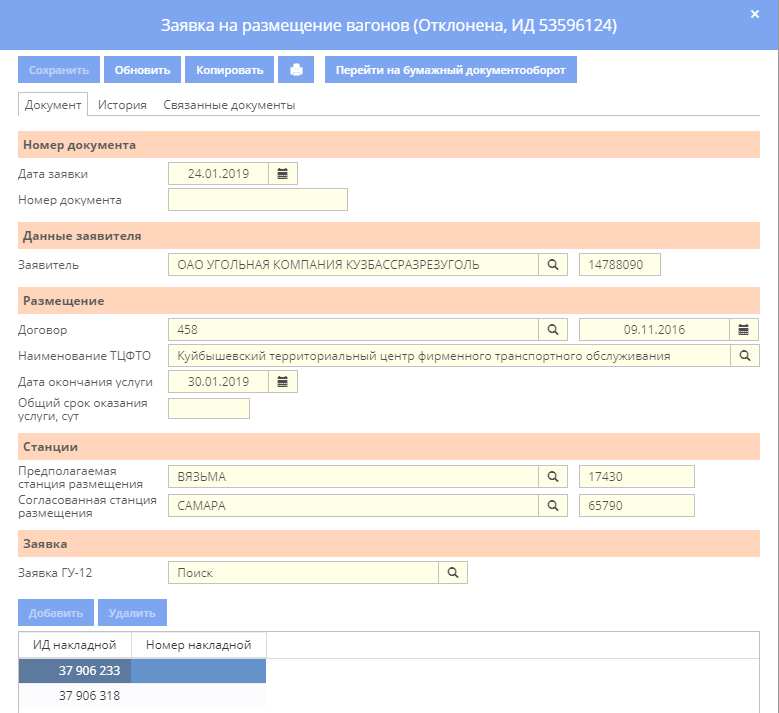 Заявка на размещение вагонов (Отклонена, ИД 53596124)
×
Сохранить Обновить Копировать Перейти на бумажный документооборот
Документ История Связанные документы
Номер документа
Дата заявки 24.01.2019
Номер документа
Данные заявителя
Заявитель ОАО УГОЛЬНАЯ КОМПАНИЯ КУЗБАССРАЗРЕЗУГОЛЬ 14788090
Размещение
Договор 458 09.11.2016
Наименование ТЦФТО Куйбышевский территориальный центр фирменного транспортного обслуживания
Дата окончания услуги 30.01.2019
Общий срок оказания
услуги, сут
Станции
Предполагаемая
станция размещения ВЯЗЬМА 17430
Согласованная станция
размещения САМАРА 65790
Заявка
Заявка ГУ-12 Поиск
Добавить Удалить
ИД накладной Номер накладной
37 906 233
37 906 318